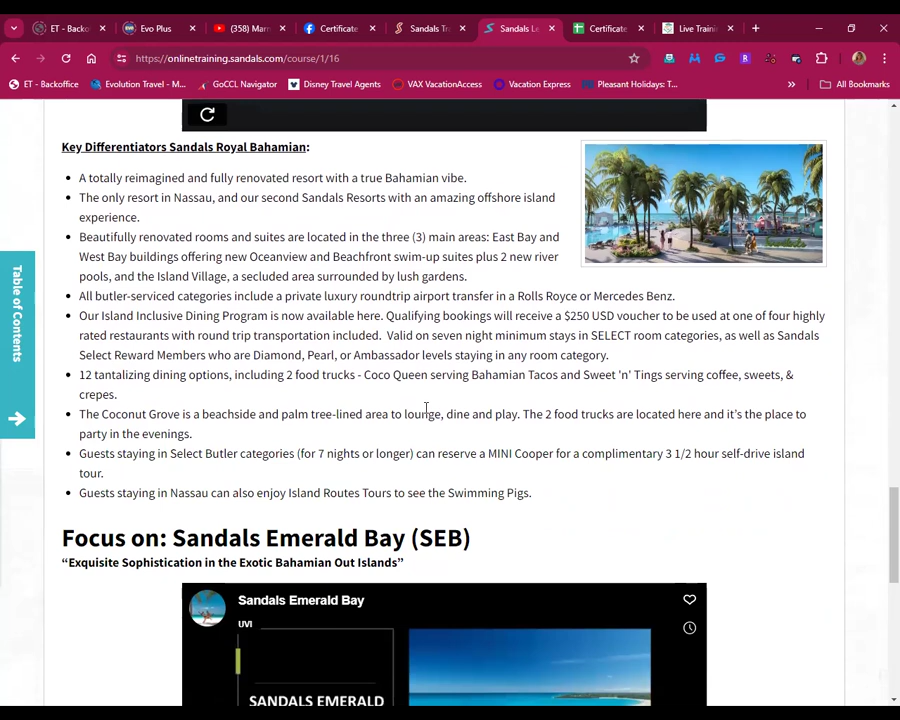 ET - Backo
Evo Plus
(358) Marr
Certificate
Sandals Tr
Sandals Le
Certificate
Live Traini
https://onlinetraining.sandals.com/course/1/16
ET - Backoffice
Evolution Travel - M...
GoCCL Navigator
Disney Travel Agents
VAX VacationAccess
Vacation Express
Pleasant Holidays: T...
All Bookmarks
Key Differentiators Sandals Royal Bahamian:
• A totally reimagined and fully renovated resort with a true Bahamian vibe.
• The only resort in Nassau, and our second Sandals Resorts with an amazing offshore island
experience.
• Beautifully renovated rooms and suites are located in the three (3) main areas: East Bay and
West Bay buildings offering new Oceanview and Beachfront swim-up suites plus 2 new river
pools, and the Island Village, a secluded area surrounded by lush gardens.
• All butler-serviced categories include a private luxury roundtrip airport transfer in a Rolls Royce or Mercedes Benz.
• Our Island Inclusive Dining Program is now available here. Qualifying bookings will receive a $250 USD voucher to be used at one of four highly
rated restaurants with round trip transportation included.  Valid on seven night minimum stays in SELECT room categories, as well as Sandals
Select Reward Members who are Diamond, Pearl, or Ambassador levels staying in any room category.
• 12 tantalizing dining options, including 2 food trucks - Coco Queen serving Bahamian Tacos and Sweet 'n' Tings serving coffee, sweets, &
crepes.
• The Coconut Grove is a beachside and palm tree-lined area to lounge, dine and play. The 2 food trucks are located here and it's the place to
party in the evenings.
• Guests staying in Select Butler categories (for 7 nights or longer) can reserve a MINI Cooper for a complimentary 3 1/2 hour self-drive island
tour.
• Guests staying in Nassau can also enjoy Island Routes Tours to see the Swimming Pigs.
Table of Contents
Focus on: Sandals Emerald Bay (SEB)
“Exquisite Sophistication in the Exotic Bahamian Out Islands”
Sandals Emerald Bay
UVI
SANDALS EMERALD